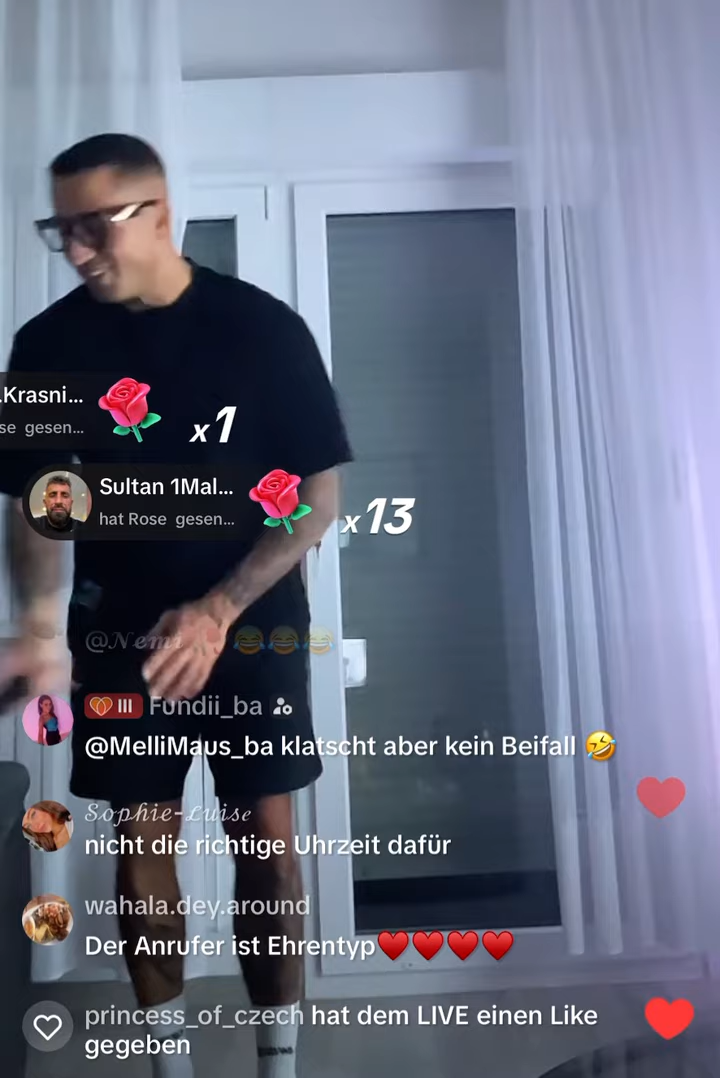 .Krasni...
se gesen...
x1
Sultan 1Mal...
hat Rose gesen...
x13
@Nemi 😂😂😂
III Fundii_ba
@MelliMaus_ba klatscht aber kein Beifall 🤣
Sophie-Luise
nicht die richtige Uhrzeit dafür
wahala.dey.around
Der Anrufer ist Ehrentyp♥️♥️♥️♥️
princess_of_czech hat dem LIVE einen Like
gegeben